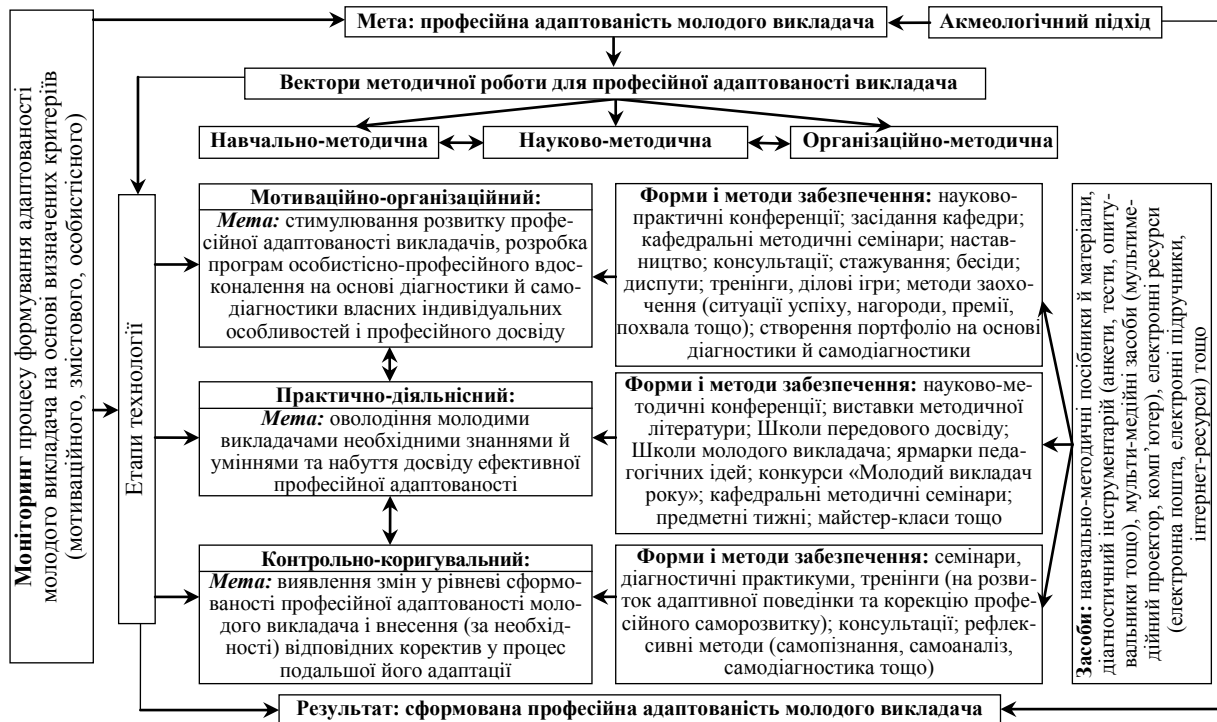 Мета: професійна адаптованість молодого викладача
Акмеологічний підхід
Вектори методичної роботи для професійної адаптованості викладача
Навчально-методична
Науково-методична
Організаційно-методична
Моніторинг процесу формування адаптованості
молодого викладача на основі визначених критеріїв
(мотиваційного, змістового, особистісного)
Етапи технології
Мотиваційно-організаційний:
Мета: стимулювання розвитку профе-
сійної адаптованості викладачів, розробка
програм особистісно-професійного вдос-
коналення на основі діагностики й само-
діагностики власних індивідуальних
особливостей і професійного досвіду
Форми і методи забезпечення: науково-
практичні конференції; засідання кафедри;
кафедральні методичні семінари; настав-
ництво; консультації; стажування; бесіди;
диспути; тренінги, ділові ігри; методи заохо-
чення (ситуації успіху, нагороди, премії,
похвала тощо); створення портфоліо на основі
діагностики й самодіагностики
Практично-діяльнісний:
Мета: оволодіння молодими
викладачами необхідними знаннями й
уміннями та набуття досвіду ефективної
професійної адаптованості
Форми і методи забезпечення: науково-ме-
тодичні конференції; виставки методичної
літератури; Школи передового досвіду;
Школи молодого викладача; ярмарки педа-
гогічних ідей; конкурси «Молодий викладач
року»; кафедральні методичні семінари;
предметні тижні; майстер-класи тощо
Контрольно-коригувальний:
Мета: виявлення змін у рівневі сформо-
ваності професійної адаптованості моло-
дого викладача і внесення (за необхід-
ності) відповідних коректив у процес
подальшої його адаптації
Форми і методи забезпечення: семінари,
діагностичні практикуми, тренінги (на розви-
ток адаптивної поведінки та корекцію профе-
сійного саморозвитку); консультації; рефлек-
сивні методи (самопізнання, самоаналіз,
самодіагностика тощо)
Засоби: навчально-методичні посібники й матеріали,
діагностичний інструментарій (анкети, тести, опиту-
вальники тощо), мульти-медійні засоби (мультиме-
дійний проектор, комп’ютер), електронні ресурси
(електронна пошта, електронні підручники,
інтернет-ресурси) тощо
Результат: сформована професійна адаптованість молодого викладача